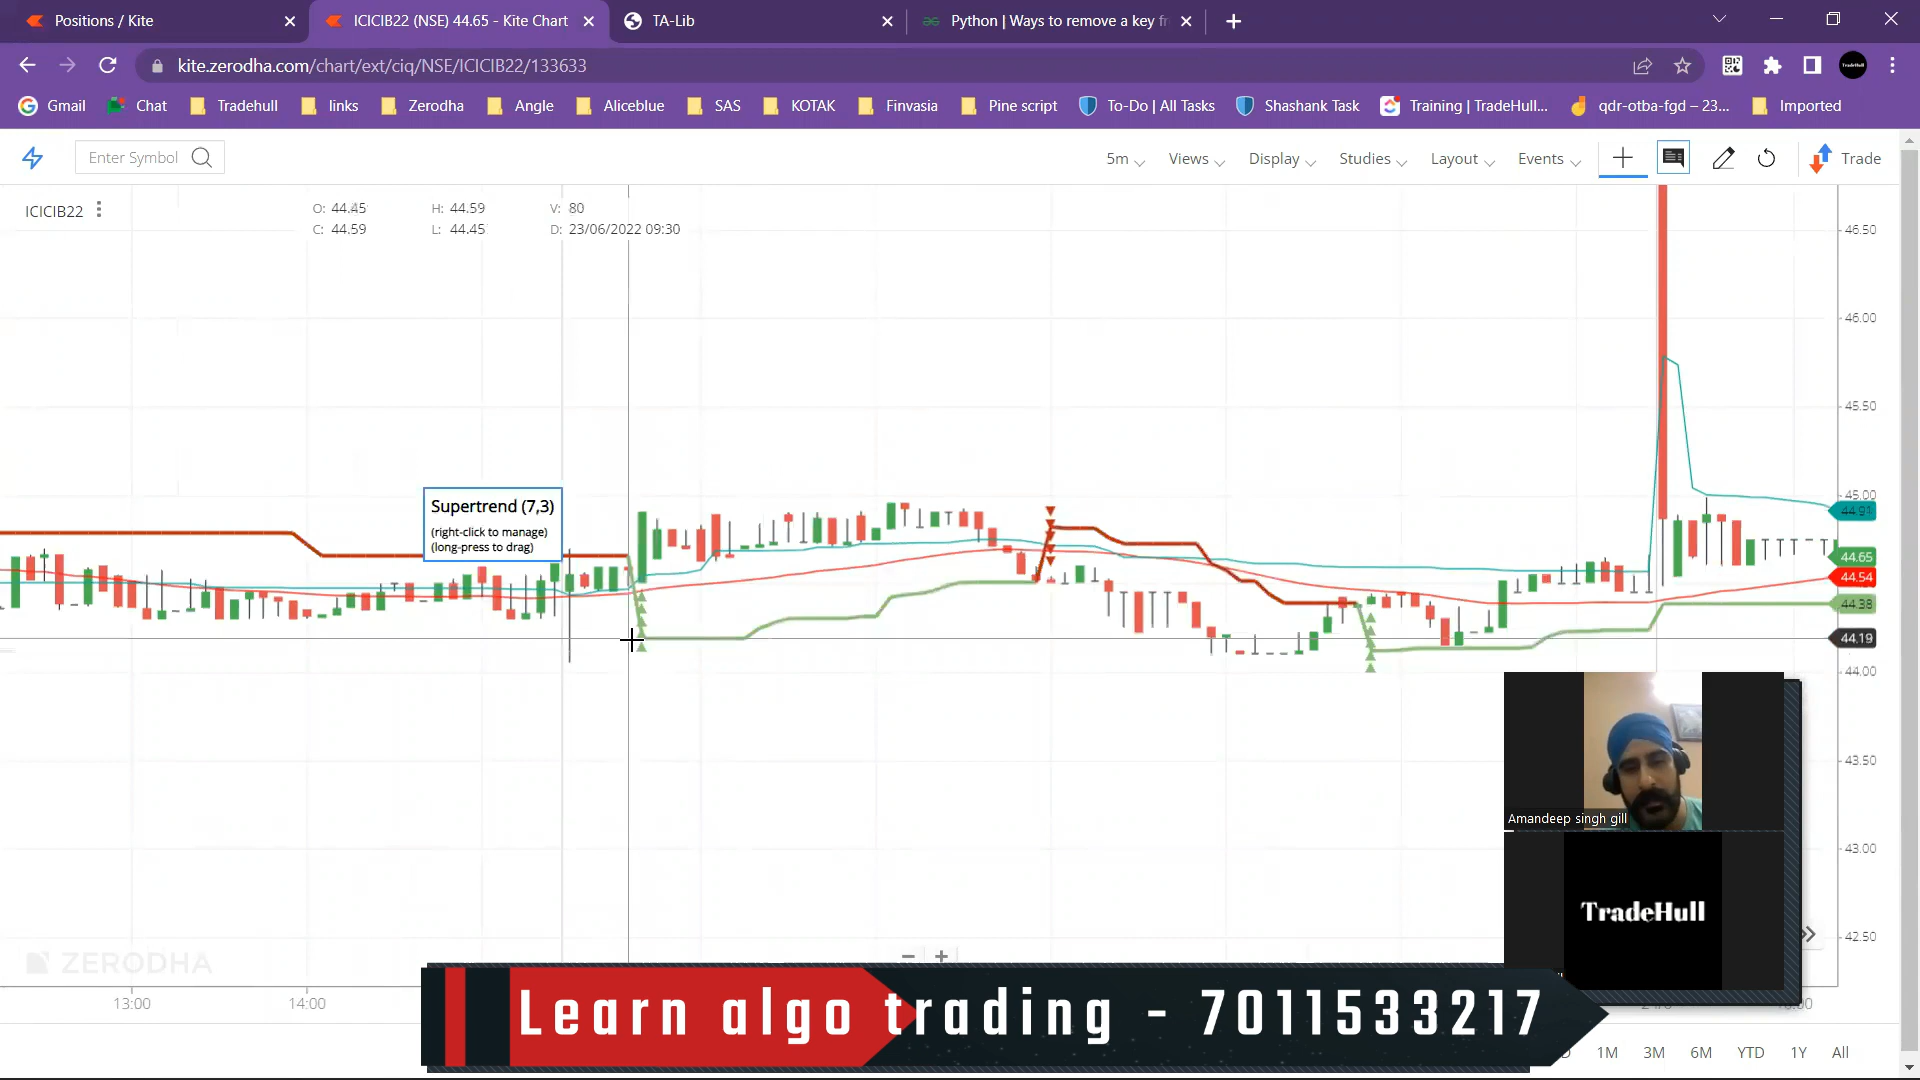 Positions / Kite
ICICIB22 (NSE) 44.65 - Kite Chart
TA-Lib
Python | Ways to remove a key fr
kite.zerodha.com/chart/ext/ciq/NSE/ICICIB22/133633
TradeHull
Gmail
Chat
Tradehull
links
Zerodha
Angle
Aliceblue
SAS
KOTAK
Finvasia
Pine script
To-Do | All Tasks
Shashank Task
Training | TradeHull...
qdr-otba-fgd – 23...
Imported
Enter Symbol
5m
Views
Display
Studies
Layout
Events
Trade
ICICIB22
O: 44.45
H: 44.59
V: 80
C: 44.59
L: 44.45
D: 23/06/2022 09:30
46.50
46.00
45.50
45.00
44.91
44.65
44.54
44.38
44.19
44.00
43.50
43.00
42.50
Supertrend (7,3)
(right-click to manage)
(long-press to drag)
Amandeep singh gill
TradeHull
ZERODHA
13:00
14:00
Learn algo trading - 7011533217
1M
3M
6M
YTD
1Y
All